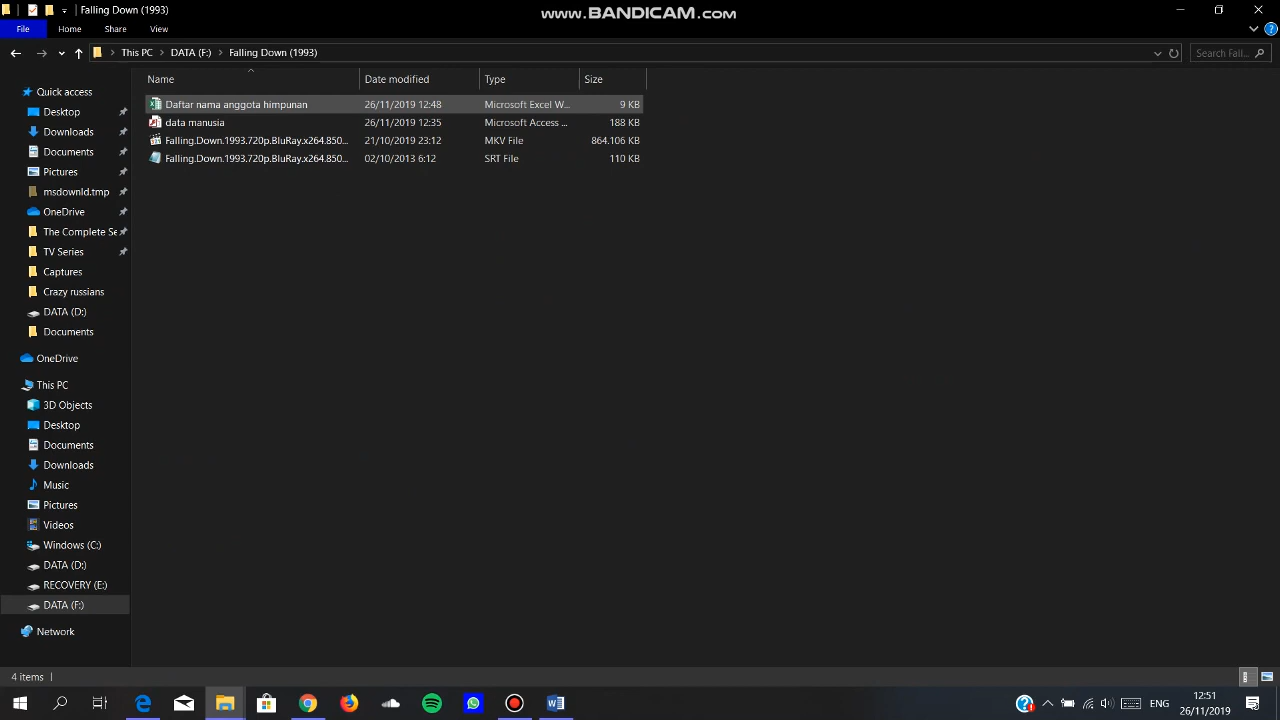 Falling Down (1993)
www.BANDICAM.com
File Home Share View
This PC DATA (F:) Falling Down (1993)
Search Fall...
Name Date modified Type Size
Daftar nama anggota himpunan 26/11/2019 12:48 Microsoft Excel W... 9 KB
data manusia 26/11/2019 12:35 Microsoft Access ... 188 KB
Falling.Down.1993.720p.BluRay.x264.850... 21/10/2019 23:12 MKV File 864.106 KB
Falling.Down.1993.720p.BluRay.x264.850... 02/10/2013 6:12 SRT File 110 KB
Quick access
Desktop
Downloads
Documents
Pictures
msdownld.tmp
OneDrive
The Complete Se
TV Series
Captures
Crazy russians
DATA (D:)
Documents
OneDrive
This PC
3D Objects
Desktop
Documents
Downloads
Music
Pictures
Videos
Windows (C:)
DATA (D:)
RECOVERY (E:)
DATA (F:)
Network
4 items
ENG
12:51
26/11/2019